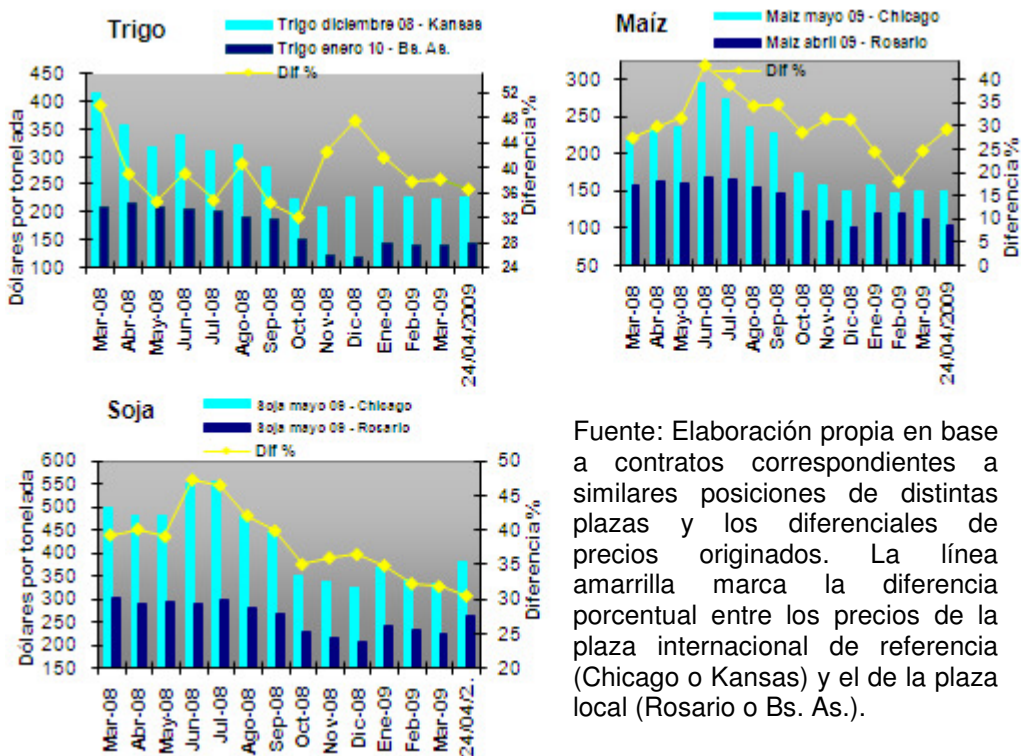 Trigo
Trigo diciembre 08 - Kansas
Trigo enero 10 - Bs. As.
Dif %
Dólares por tonelada
450
400
350
300
250
200
150
100
52
48
44
40
36
32
28
24
Diferencia%
Mar-08
Abr-08
May-08
Jun-08
Jul-08
Ago-08
Sep-08
Oct-08
Nov-08
Dic-08
Ene-09
Feb-09
Mar-09
24/04/2009
Maíz
Maíz mayo 09 - Chicago
Maíz abril 09 - Rosario
Dif %
300
250
200
150
100
50
40
35
30
25
20
15
10
5
0
Diferencia%
Mar-08
Abr-08
May-08
Jun-08
Jul-08
Ago-08
Sep-08
Oct-08
Nov-08
Dic-08
Ene-09
Feb-09
Mar-09
24/04/2009
Soja
Soja mayo 09 - Chicago
Soja mayo 09 - Rosario
Dif %
Dólares por tonelada
600
550
500
450
400
350
300
250
200
150
50
45
40
35
30
25
20
Diferencia%
Mar-08
Abr-08
May-08
Jun-08
Jul-08
Ago-08
Sep-08
Oct-08
Nov-08
Dic-08
Ene-09
Feb-09
Mar-09
24/04/2..
Fuente: Elaboración propia en base
a contratos correspondientes a
similares posiciones de distintas
plazas y los diferenciales de
precios originados. La línea
amarilla marca la diferencia
porcentual entre los precios de la
plaza internacional de referencia
(Chicago o Kansas) y el de la plaza
local (Rosario o Bs. As.).